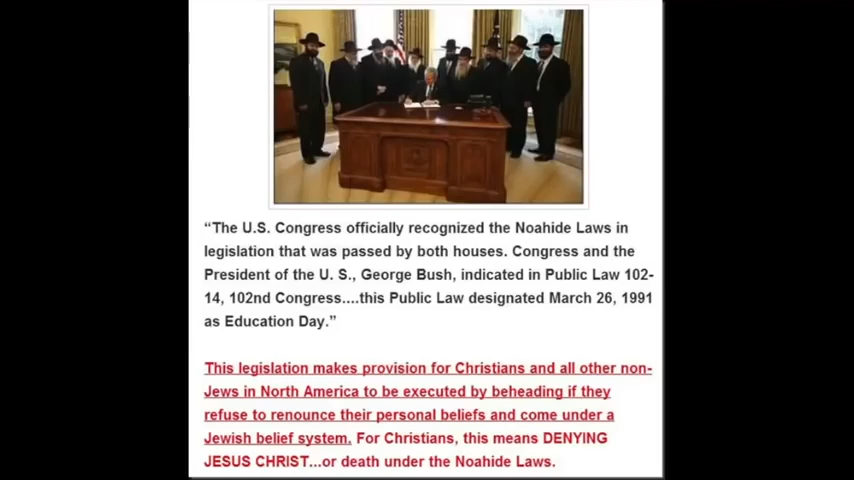 “The U.S. Congress officially recognized the Noahide Laws in
legislation that was passed by both houses. Congress and the
President of the U. S., George Bush, indicated in Public Law 102-
14, 102nd Congress....this Public Law designated March 26, 1991
as Education Day.”
This legislation makes provision for Christians and all other non-
Jews in North America to be executed by beheading if they
refuse to renounce their personal beliefs and come under a
Jewish belief system. For Christians, this means DENYING
JESUS CHRIST...or death under the Noahide Laws.